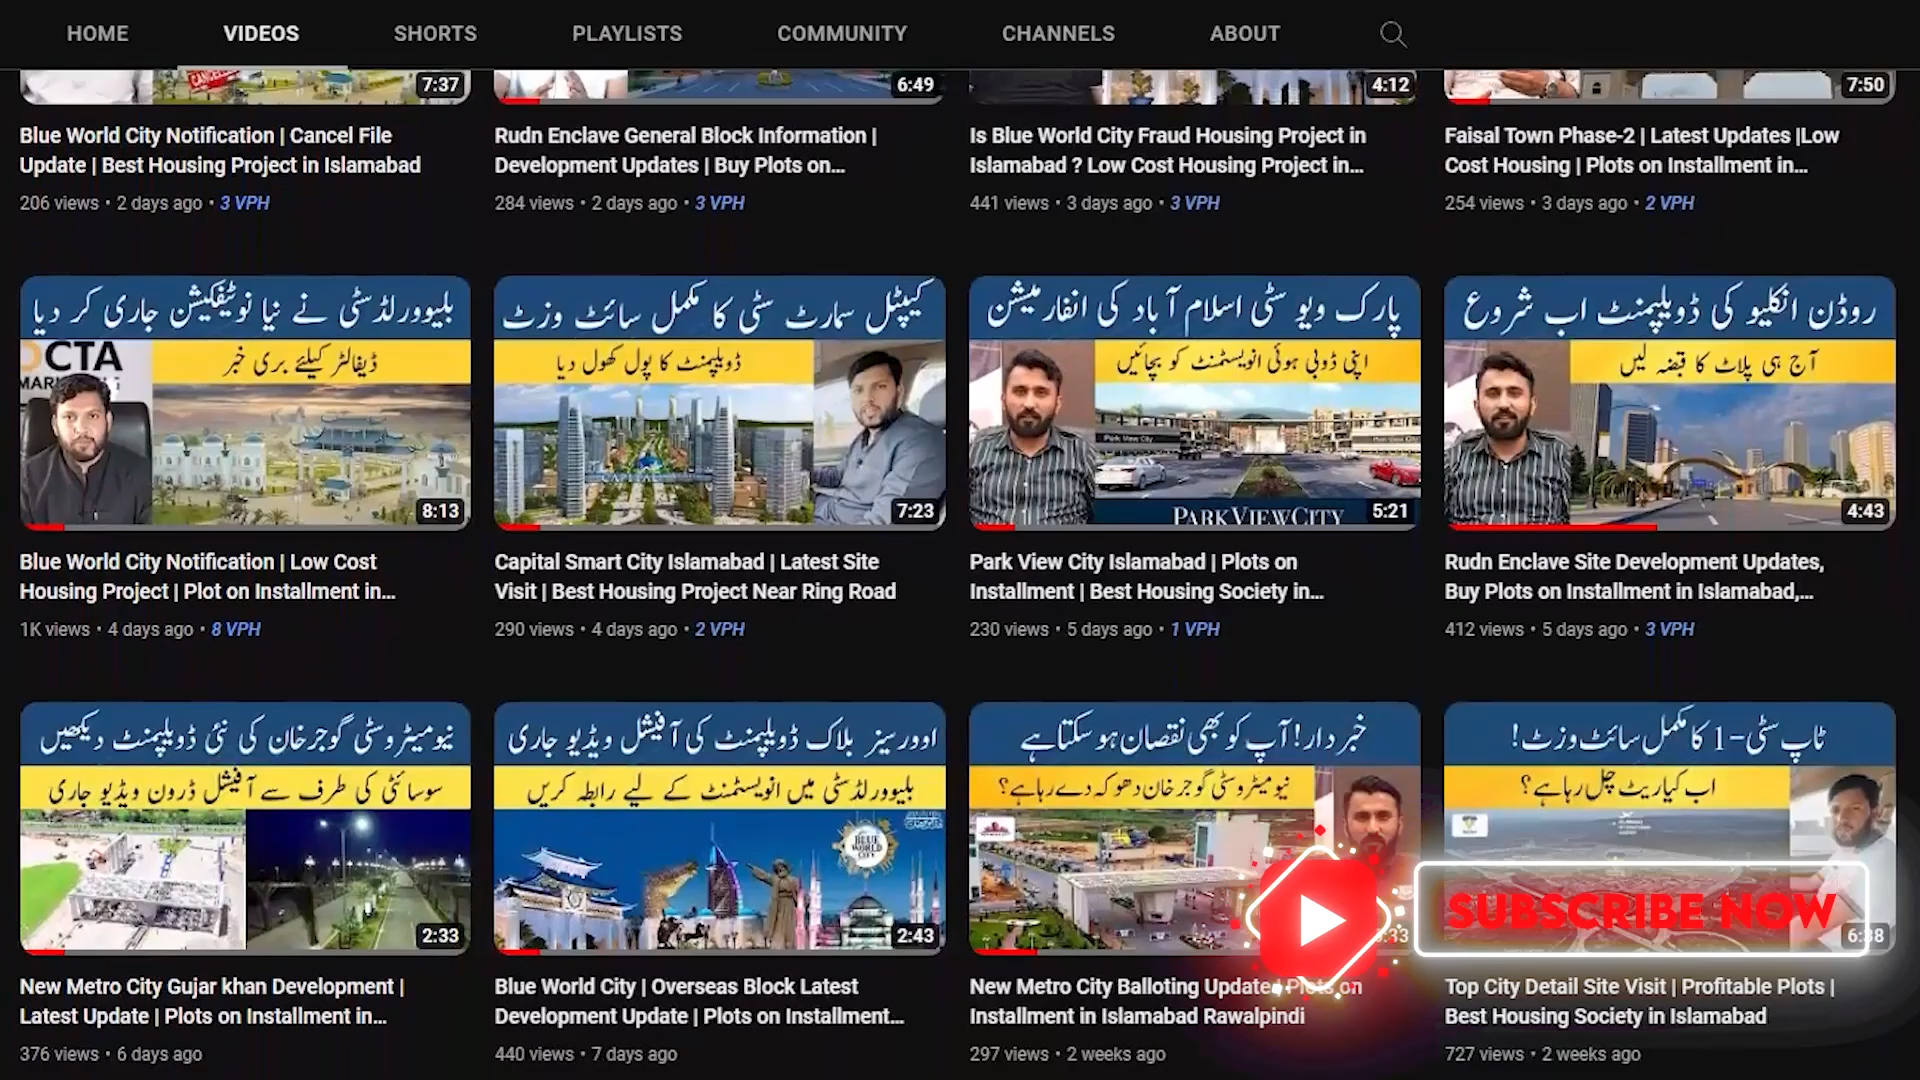 HOME
VIDEOS
SHORTS
PLAYLISTS
COMMUNITY
CHANNELS
ABOUT
7:37
6:49
4:12
7:50
Blue World City Notification | Cancel File
Update | Best Housing Project in Islamabad
206 views • 2 days ago • 3 VPH
Rudn Enclave General Block Information |
Development Updates | Buy Plots on...
284 views • 2 days ago • 3 VPH
Is Blue World City Fraud Housing Project in
Islamabad ? Low Cost Housing Project in...
441 views • 3 days ago • 3 VPH
Faisal Town Phase-2 | Latest Updates |Low
Cost Housing | Plots on Installment in...
254 views • 3 days ago • 2 VPH
بلیوورلڈسٹی نے نیا نوٹیفکیشن جاری کر دیا
ڈیفالٹر کیلئے بری خبر
8:13
Blue World City Notification | Low Cost
Housing Project | Plot on Installment in...
1K views • 4 days ago • 8 VPH
کیپٹل سمارٹ سٹی کا مکمل سائٹ وزٹ
ڈویلپمنٹ کا پول کھول دیا
7:23
Capital Smart City Islamabad | Latest Site
Visit | Best Housing Project Near Ring Road
290 views • 4 days ago • 2 VPH
پارک ویو سٹی اسلام آباد کی انفارمیشن
اپنی ڈوبی ہوئی انویسٹمنٹ کو بچائیں
Park View City
PARK VIEW CITY
5:21
Park View City Islamabad | Plots on
Installment | Best Housing Society in...
230 views • 5 days ago • 1 VPH
روڈن انکلیو کی ڈویلپمنٹ اب شروع
آج ہی پلاٹ کا قبضہ لیں
4:43
Rudn Enclave Site Development Updates,
Buy Plots on Installment in Islamabad,...
412 views • 5 days ago • 3 VPH
نیومیٹروسٹی گوجرخان کی نئی ڈویلپمنٹ دیکھیں
سوسائٹی کی طرف سے آفیشل ڈرون ویڈیو جاری
2:33
New Metro City Gujar khan Development |
Latest Update | Plots on Installment in...
376 views • 6 days ago
اوورسیز بلاک ڈویلپمنٹ کی آفیشل ویڈیو جاری
بلیوورلڈسٹی میں انویسٹمنٹ کے لیے رابطہ کریں
BLUE
WORLD
CITY
2:43
Blue World City | Overseas Block Latest
Development Update | Plots on Installment...
440 views • 7 days ago
خبردار!آپ کو بھی نقصان ہو سکتا ہے
نیومیٹروسٹی گوجرخان دھوکہ دے رہا ہے؟
New Metro City Balloting Update | Plots on
Installment in Islamabad Rawalpindi
297 views • 2 weeks ago
ٹاپ سٹی-1 کا مکمل سائٹ وزٹ!
اب کیا ریٹ چل رہا ہے؟
SUBSCRIBE NOW
6:38
Top City Detail Site Visit | Profitable Plots |
Best Housing Society in Islamabad
727 views • 2 weeks ago